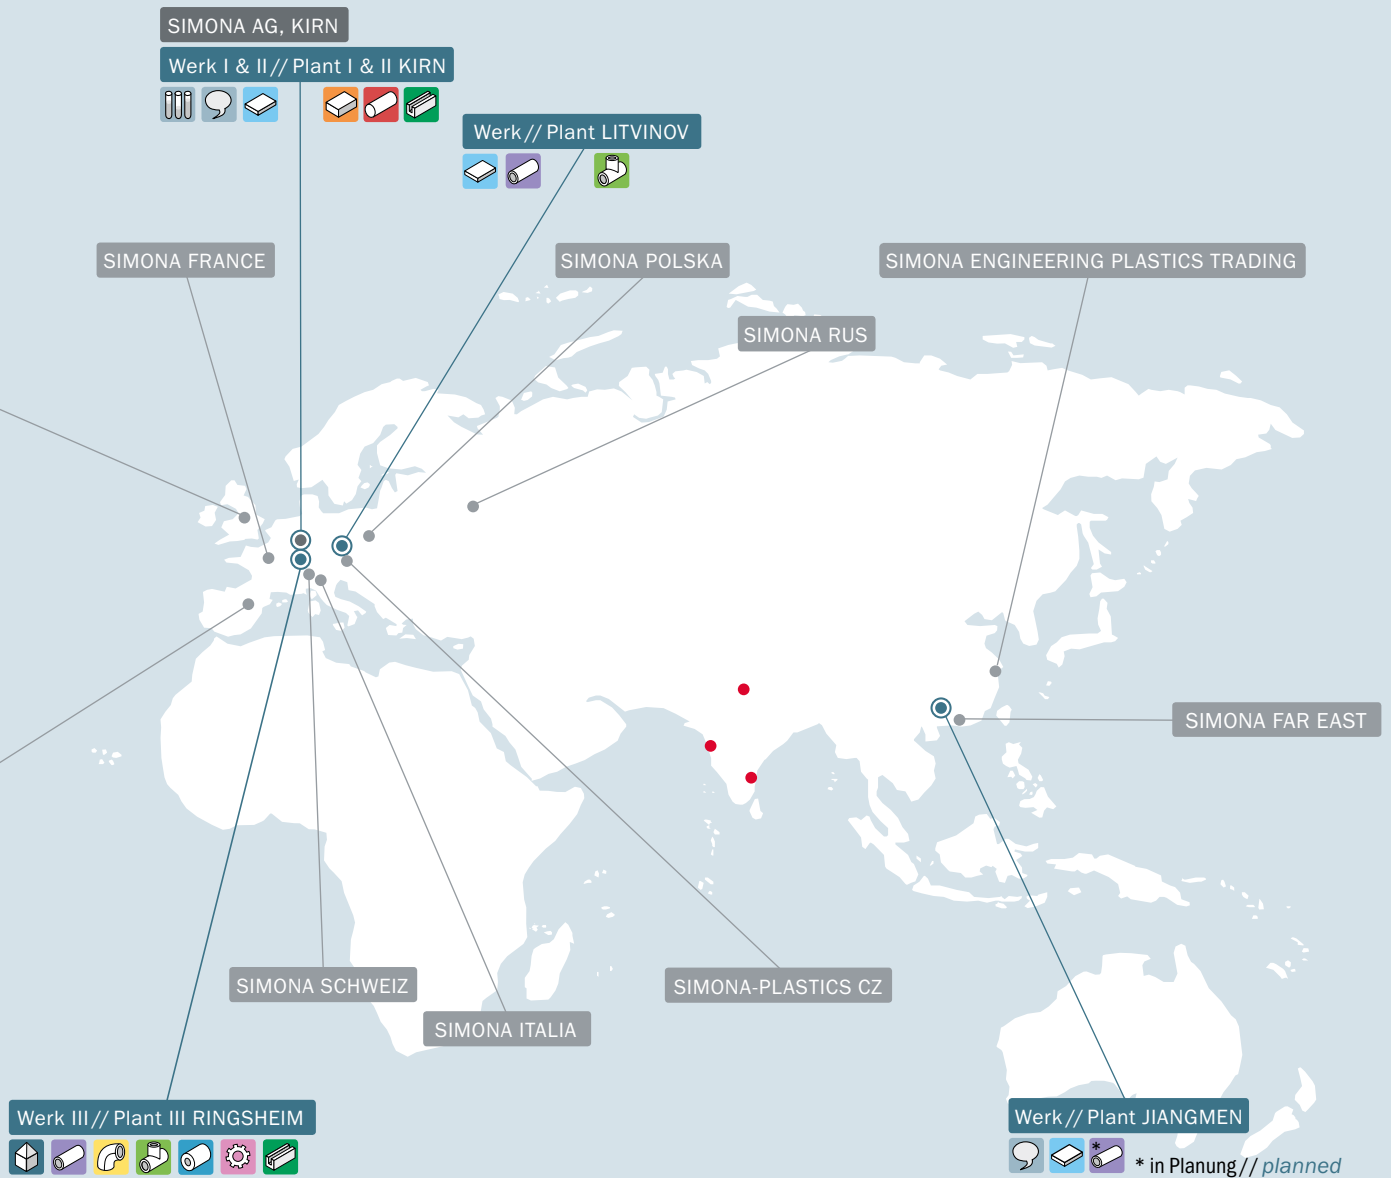 SIMONA AG, KIRN
Werk I & II // Plant I & II KIRN
Werk // Plant LITVINOV
SIMONA FRANCE
SIMONA POLSKA
SIMONA ENGINEERING PLASTICS TRADING
SIMONA RUS
SIMONA FAR EAST
SIMONA SCHWEIZ
SIMONA-PLASTICS CZ
SIMONA ITALIA
Werk III // Plant III RINGSHEIM
Werk // Plant JIANGMEN
*
* in Planung // planned